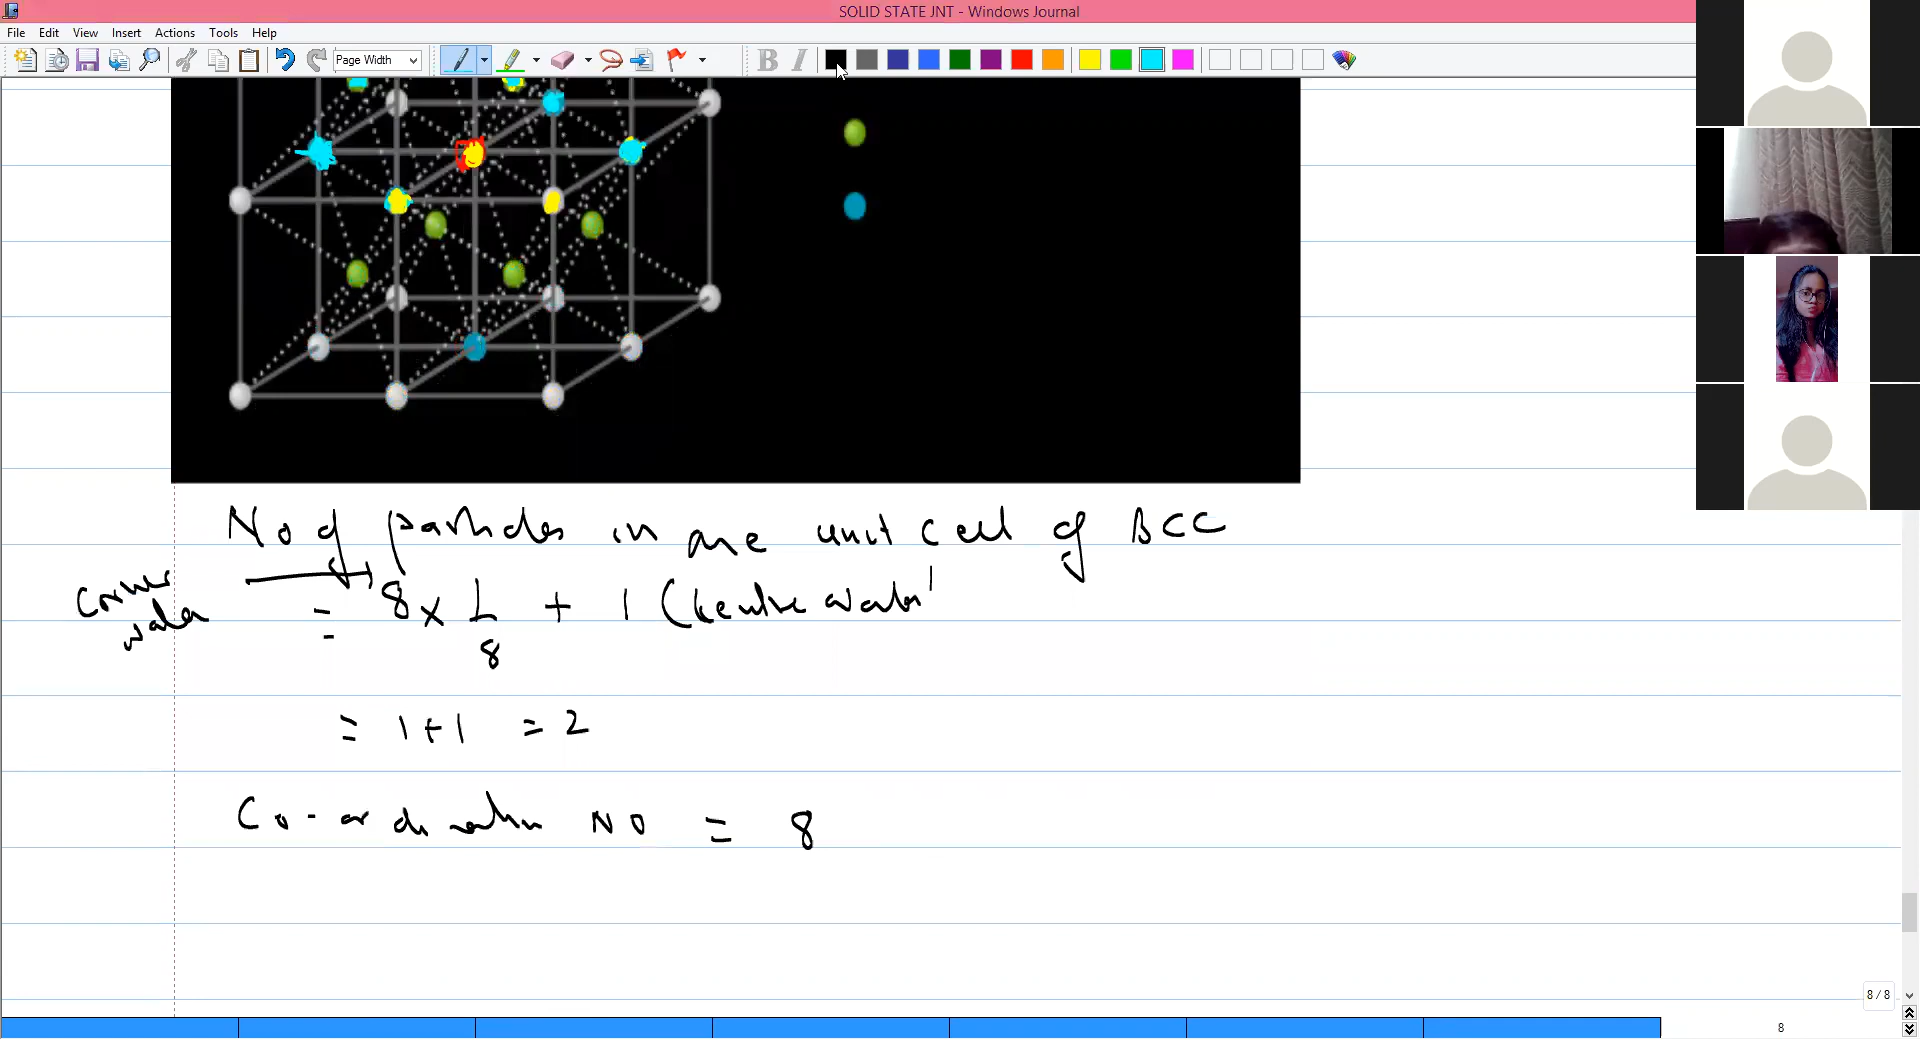 SOLID STATE JNT - Windows Journal
File Edit View Insert Actions Tools Help
Page Width
B I
No of particles in one unit cell of BCC
Corner
= 8 x 1/8 + 1 (centre
= 1+1 = 2
Co-ordination NO = 8
8 / 8
8